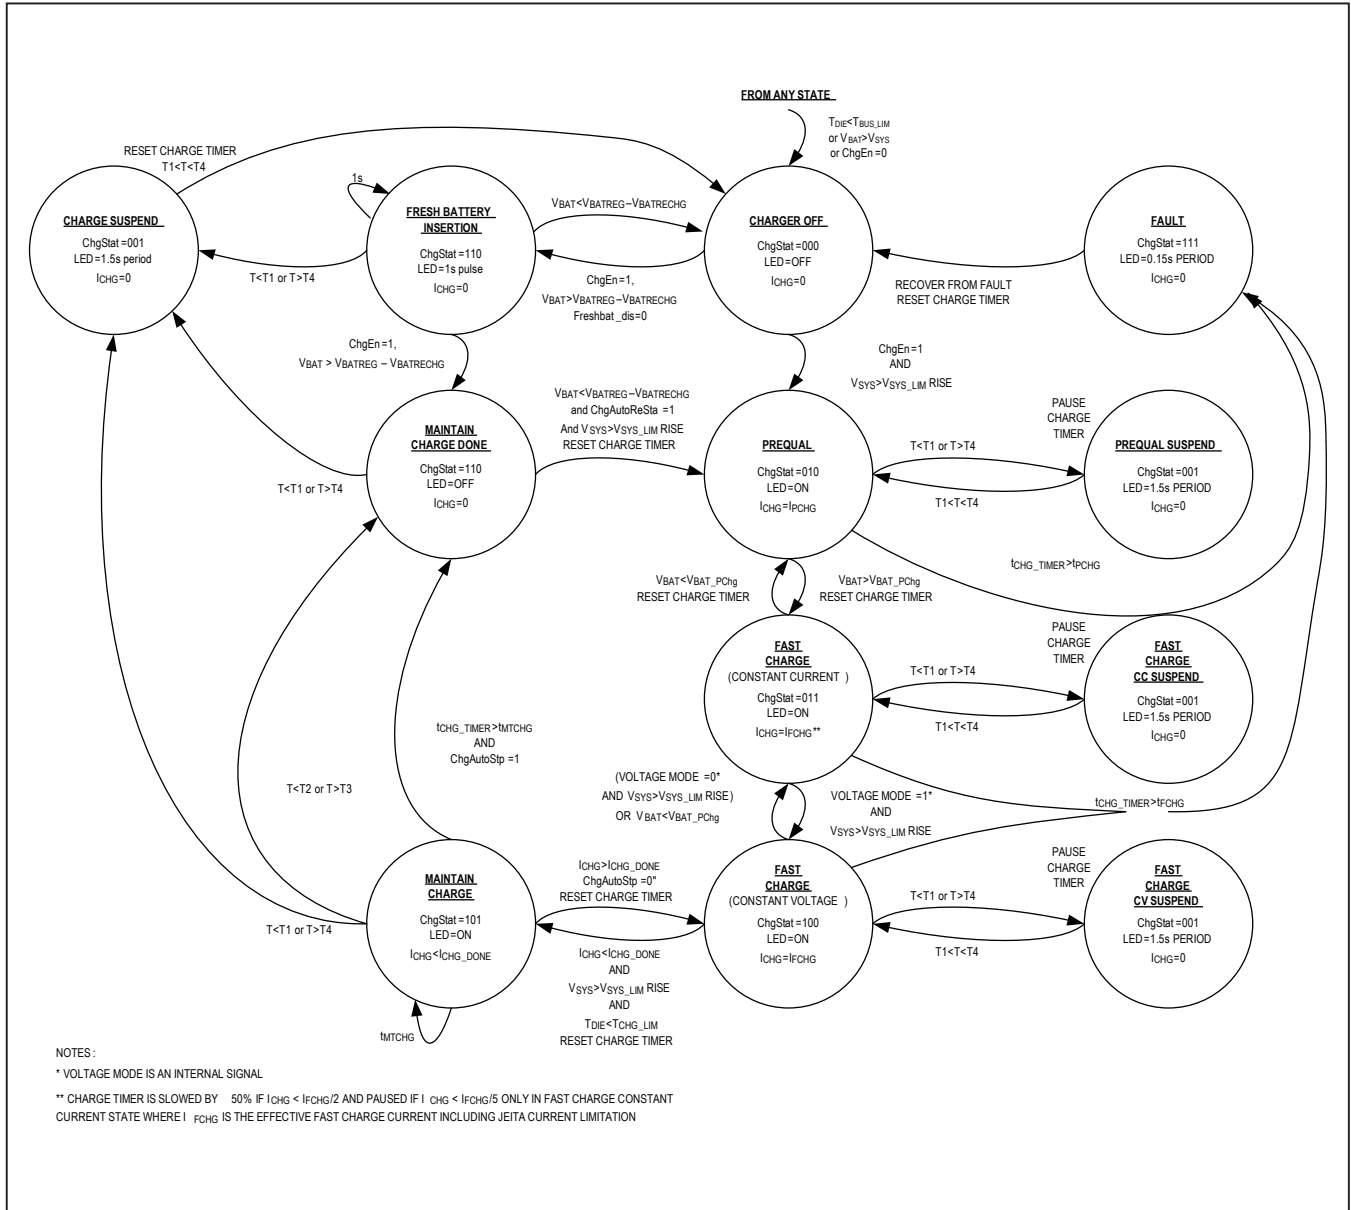 FROM ANY STATE
TDIE<TBUS_LIM
or VBAT>VSYS
or ChgEn=0
RESET CHARGE TIMER
T1<T<T4
CHARGE SUSPEND
ChgStat=001
LED=1.5s period
ICHG=0
1s
FRESH BATTERY
INSERTION
ChgStat=110
LED=1s pulse
ICHG=0
VBAT<VBATREG–VBATRECHG
CHARGER OFF
ChgStat=000
LED=OFF
ICHG=0
FAULT
ChgStat=111
LED=0.15s PERIOD
ICHG=0
T<T1 or T>T4
ChgEn=1,
VBAT>VBATREG–VBATRECHG
Freshbat_dis=0
RECOVER FROM FAULT
RESET CHARGE TIMER
ChgEn=1,
VBAT > VBATREG – VBATRECHG
ChgEn=1
AND
VSYS>VSYS_LIM RISE
VBAT<VBATREG–VBATRECHG
and ChgAutoReSta =1
And VSYS>VSYS_LIM RISE
RESET CHARGE TIMER
MAINTAIN
CHARGE DONE
ChgStat=110
LED=OFF
ICHG=0
T<T1 or T>T4
PREQUAL
ChgStat=010
LED=ON
ICHG=IPCHG
T<T1 or T>T4
T1<T<T4
PAUSE
CHARGE
TIMER
PREQUAL SUSPEND
ChgStat=001
LED=1.5s PERIOD
ICHG=0
VBAT<VBAT_PChg
RESET CHARGE TIMER
VBAT>VBAT_PChg
RESET CHARGE TIMER
tCHG_TIMER>tPCHG
FAST
CHARGE
(CONSTANT CURRENT )
ChgStat=011
LED=ON
ICHG=IFCHG**
T<T1 or T>T4
T1<T<T4
PAUSE
CHARGE
TIMER
FAST
CHARGE
CC SUSPEND
ChgStat=001
LED=1.5s PERIOD
ICHG=0
tCHG_TIMER>tMTCHG
AND
ChgAutoStp =1
T<T2 or T>T3
(VOLTAGE MODE =0*
AND VSYS>VSYS_LIM RISE)
OR VBAT<VBAT_PChg
VOLTAGE MODE =1*
AND
VSYS>VSYS_LIM RISE
tCHG_TIMER>tFCHG
MAINTAIN
CHARGE
ChgStat=101
LED=ON
ICHG<ICHG_DONE
T<T1 or T>T4
ICHG>ICHG_DONE
ChgAutoStp =0"
RESET CHARGE TIMER
ICHG<ICHG_DONE
AND
VSYS>VSYS_LIM RISE
AND
TDIE<TCHG_LIM
RESET CHARGE TIMER
FAST
CHARGE
(CONSTANT VOLTAGE )
ChgStat=100
LED=ON
ICHG=IFCHG
T<T1 or T>T4
T1<T<T4
PAUSE
CHARGE
TIMER
FAST
CHARGE
CV SUSPEND
ChgStat=001
LED=1.5s PERIOD
ICHG=0
tMTCHG
NOTES:
* VOLTAGE MODE IS AN INTERNAL SIGNAL
** CHARGE TIMER IS SLOWED BY 50% IF ICHG < IFCHG/2 AND PAUSED IF I CHG < IFCHG/5 ONLY IN FAST CHARGE CONSTANT
CURRENT STATE WHERE I FCHG IS THE EFFECTIVE FAST CHARGE CURRENT INCLUDING JEITA CURRENT LIMITATION